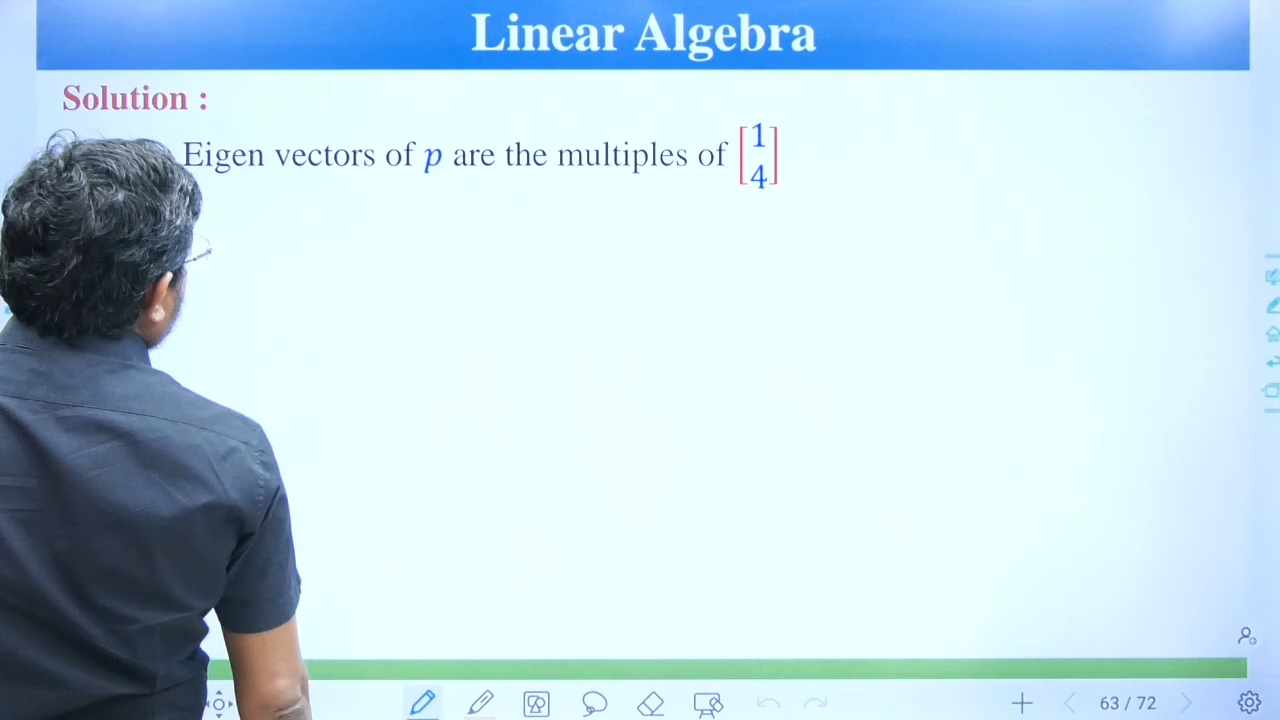 Linear Algebra
Solution :
Eigen vectors of p are the multiples of [1
4]
63 / 72